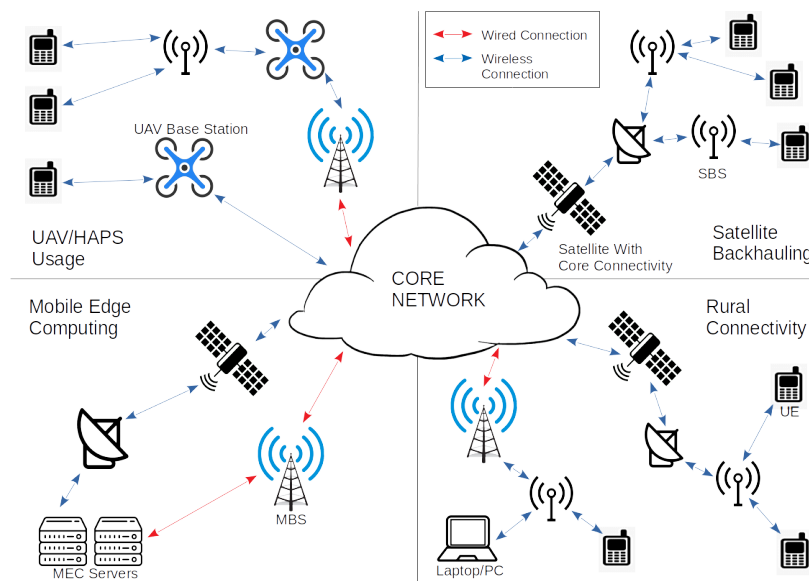 Wired Connection
Wireless
Connection
UAV Base Station
SBS
UAV/HAPS
Usage
Satellite With
Core Connectivity
Satellite
Backhauling
CORE
NETWORK
Mobile Edge
Computing
Rural
Connectivity
UE
MBS
MEC Servers
Laptop/PC